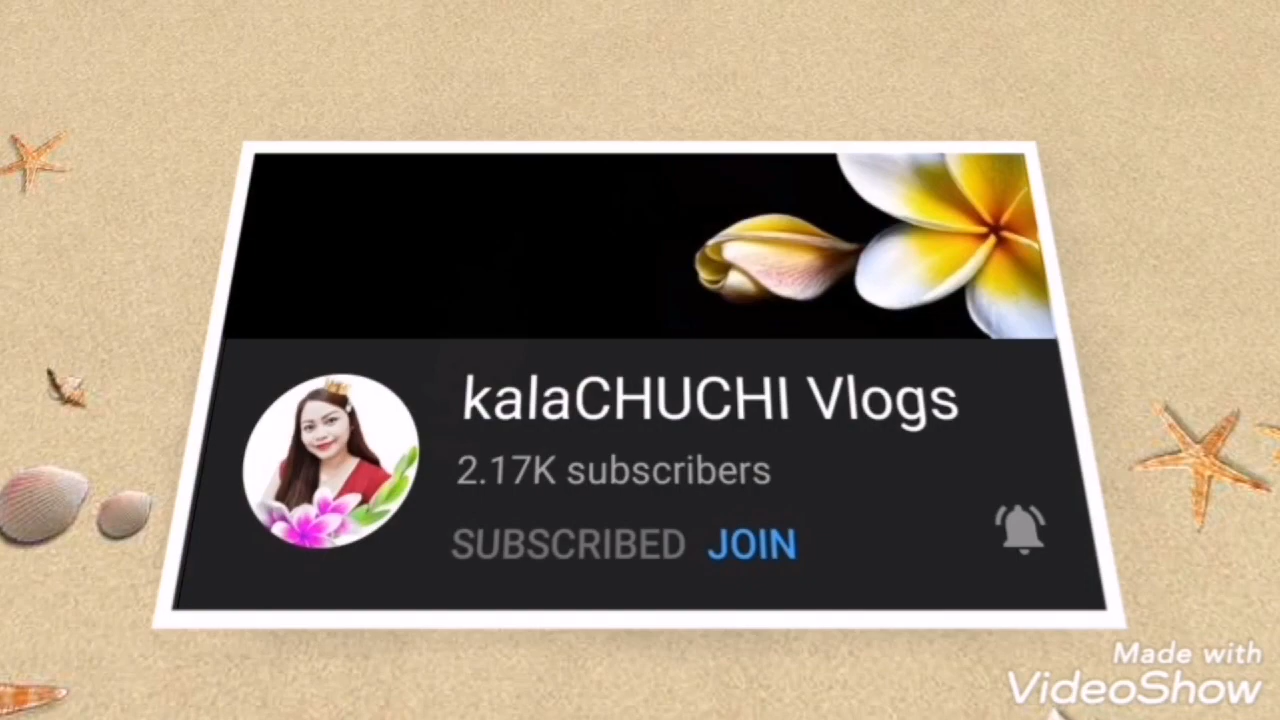 kalaCHUCHI Vlogs
2.17K subscribers
SUBSCRIBED JOIN
Made with
VideoShow